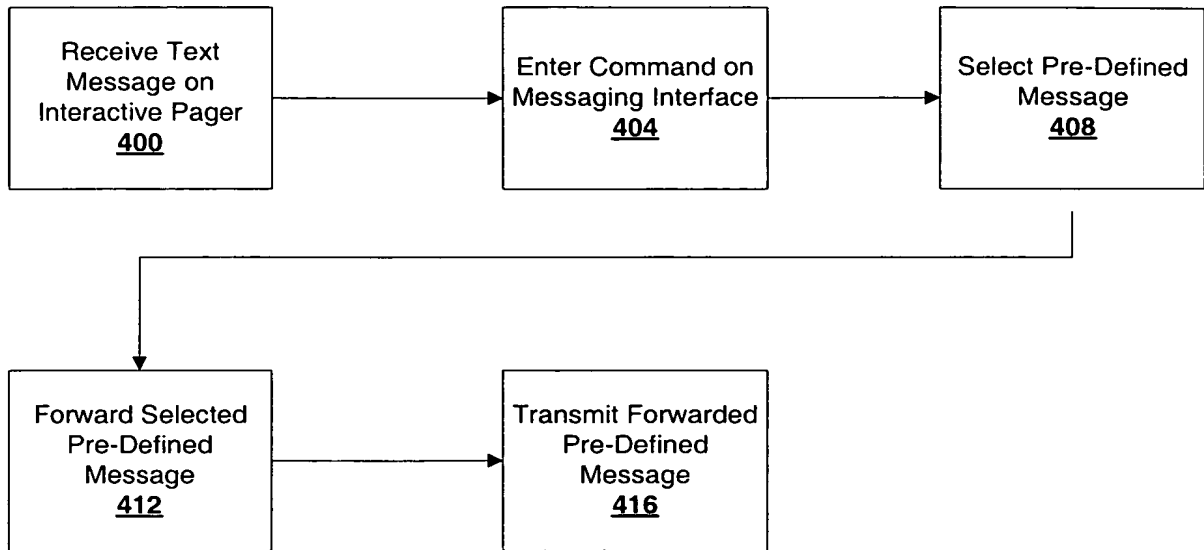 Receive Text
Message on
Interactive Pager
400
Enter Command on
Messaging Interface
404
Select Pre-Defined
Message
408
Forward Selected
Pre-Defined
Message
412
Transmit Forwarded
Pre-Defined
Message
416